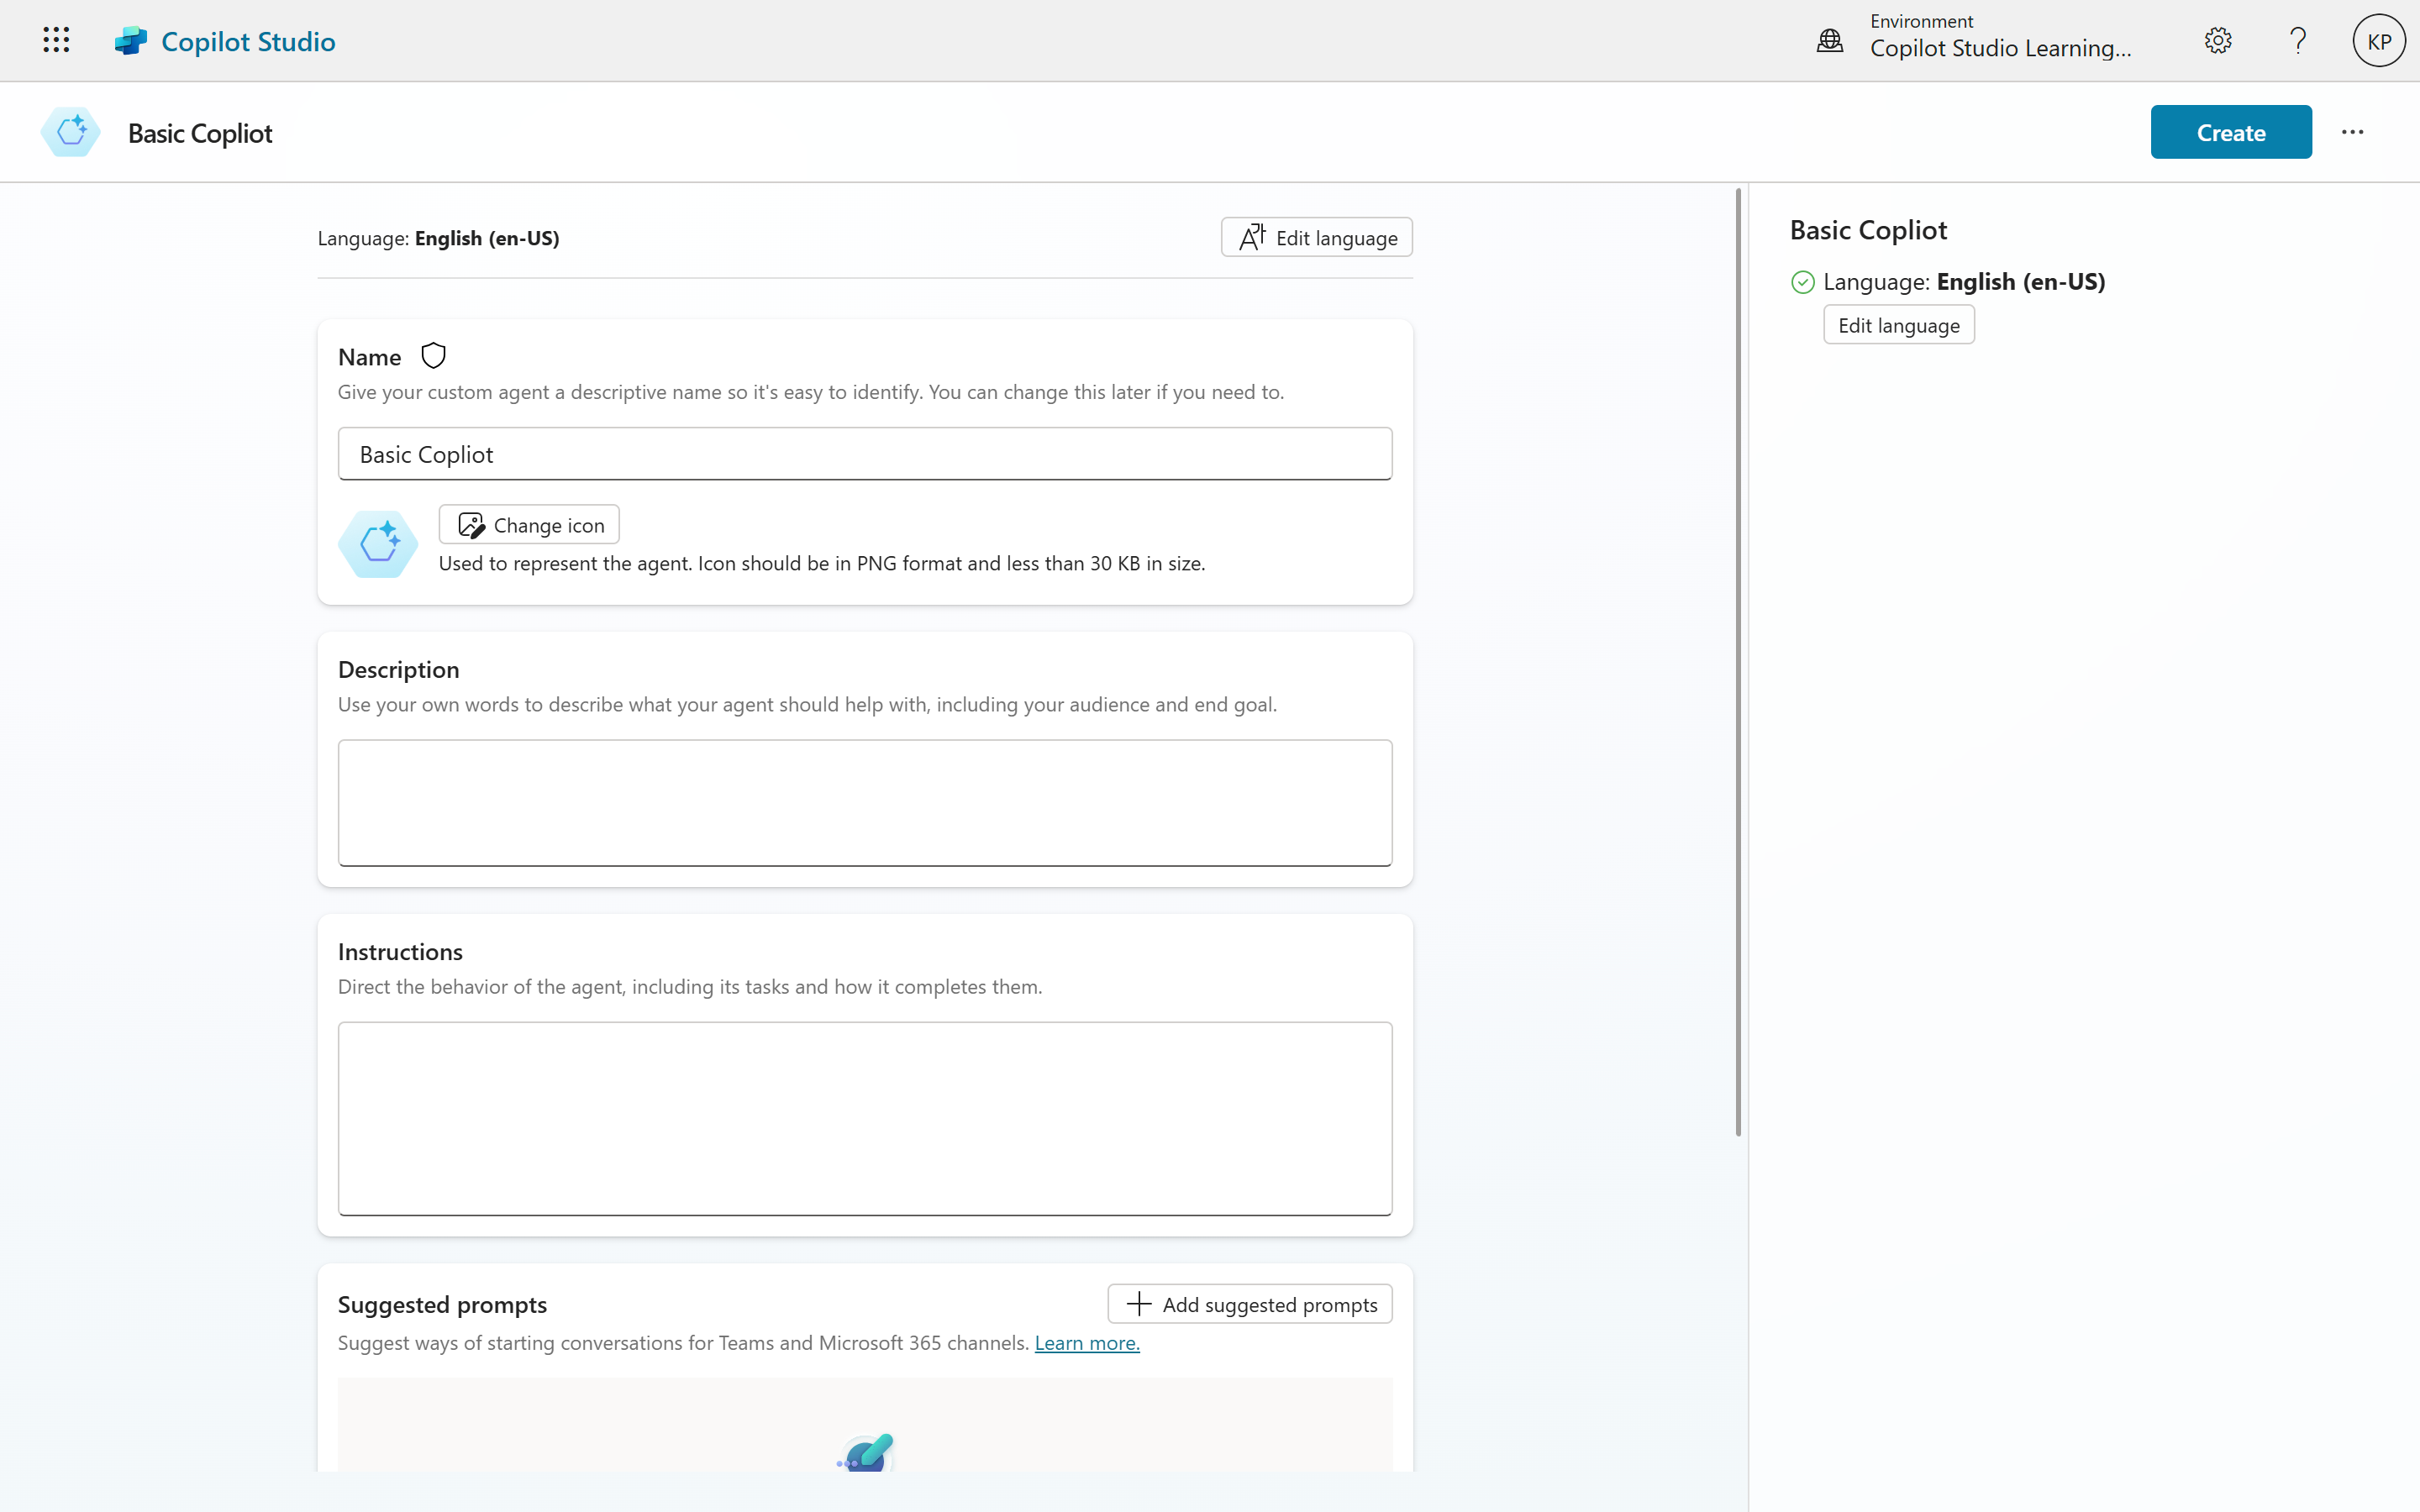 Copilot Studio
Environment
Copilot Studio Learning...
KP
Basic Copliot
Create
Language: English (en-US)
Edit language
Name
Give your custom agent a descriptive name so it's easy to identify. You can change this later if you need to.
Basic Copliot
Change icon
Used to represent the agent. Icon should be in PNG format and less than 30 KB in size.
Description
Use your own words to describe what your agent should help with, including your audience and end goal.
Instructions
Direct the behavior of the agent, including its tasks and how it completes them.
Suggested prompts
Add suggested prompts
Suggest ways of starting conversations for Teams and Microsoft 365 channels. Learn more.
Basic Copliot
Language: English (en-US)
Edit language